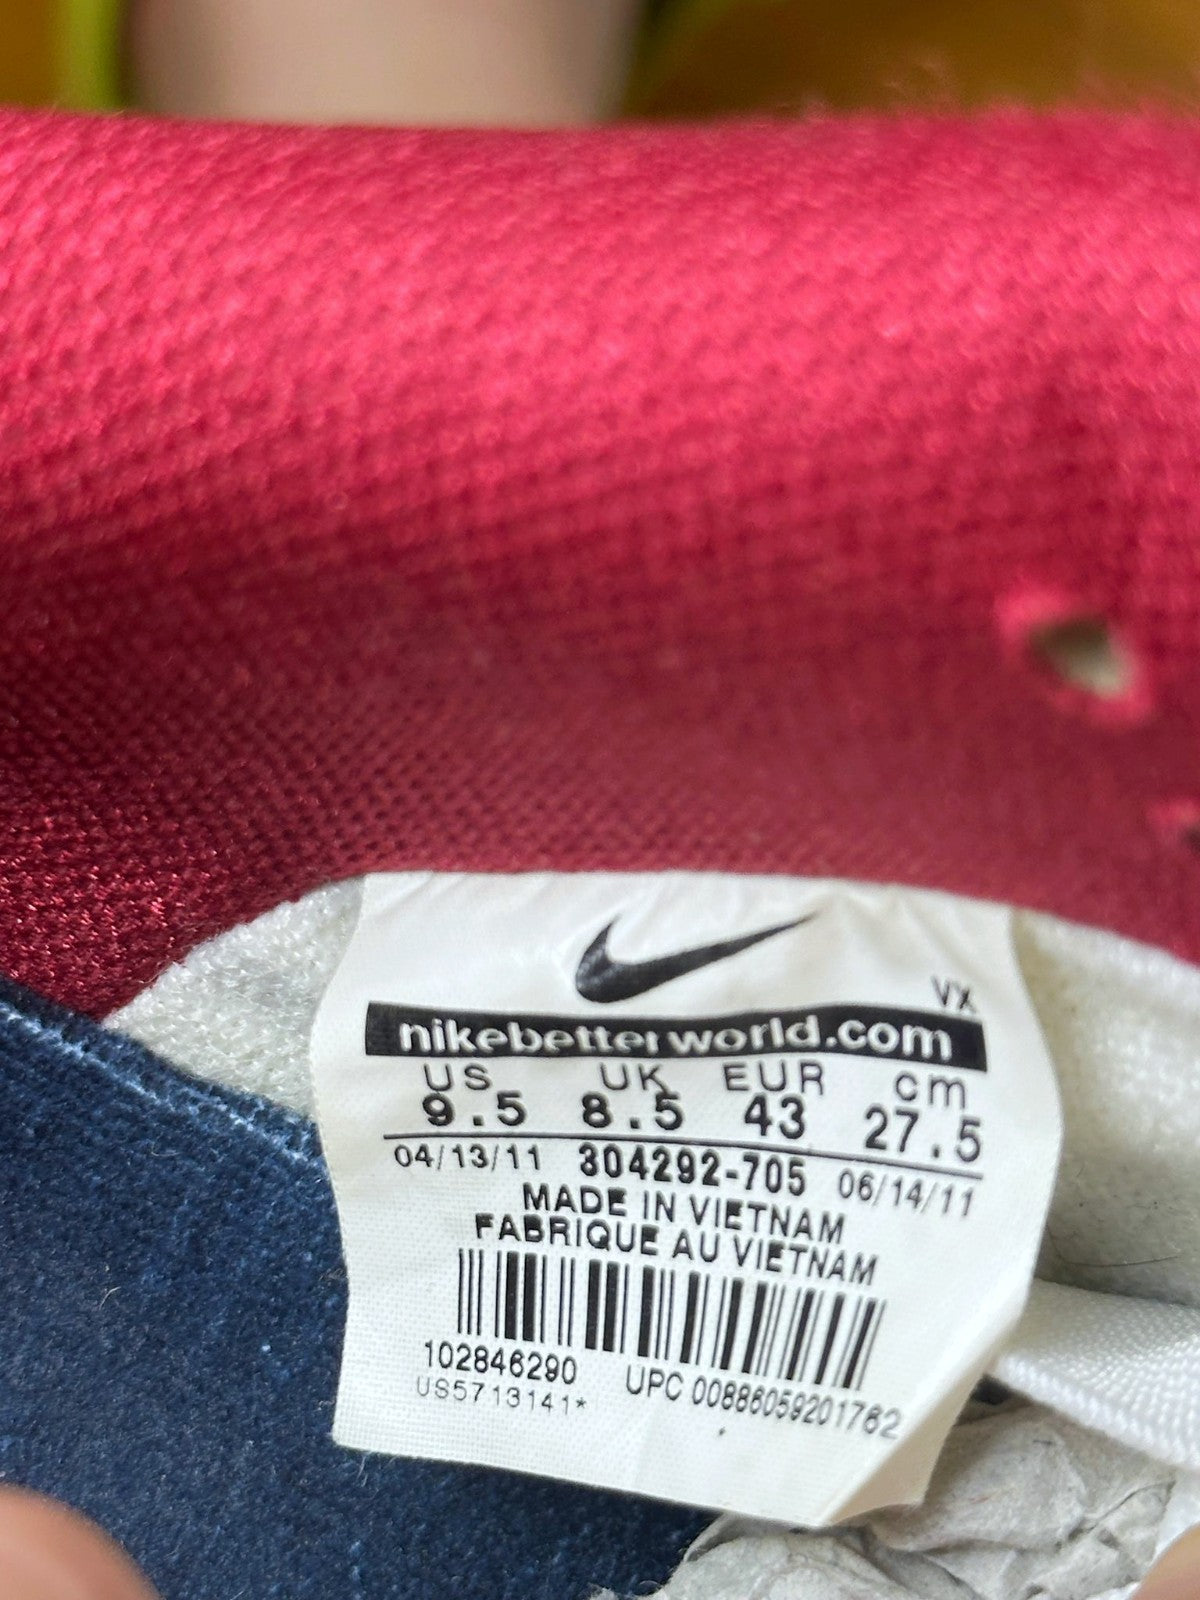 VX
nikebetterworld.com
US UK EUR cm
9.5 8.5 43 27.5
04/13/11 304292-705 06/14/11
MADE IN VIETNAM
FABRIQUE AU VIETNAM
102846290 UPC 00886059201762
US5713141*